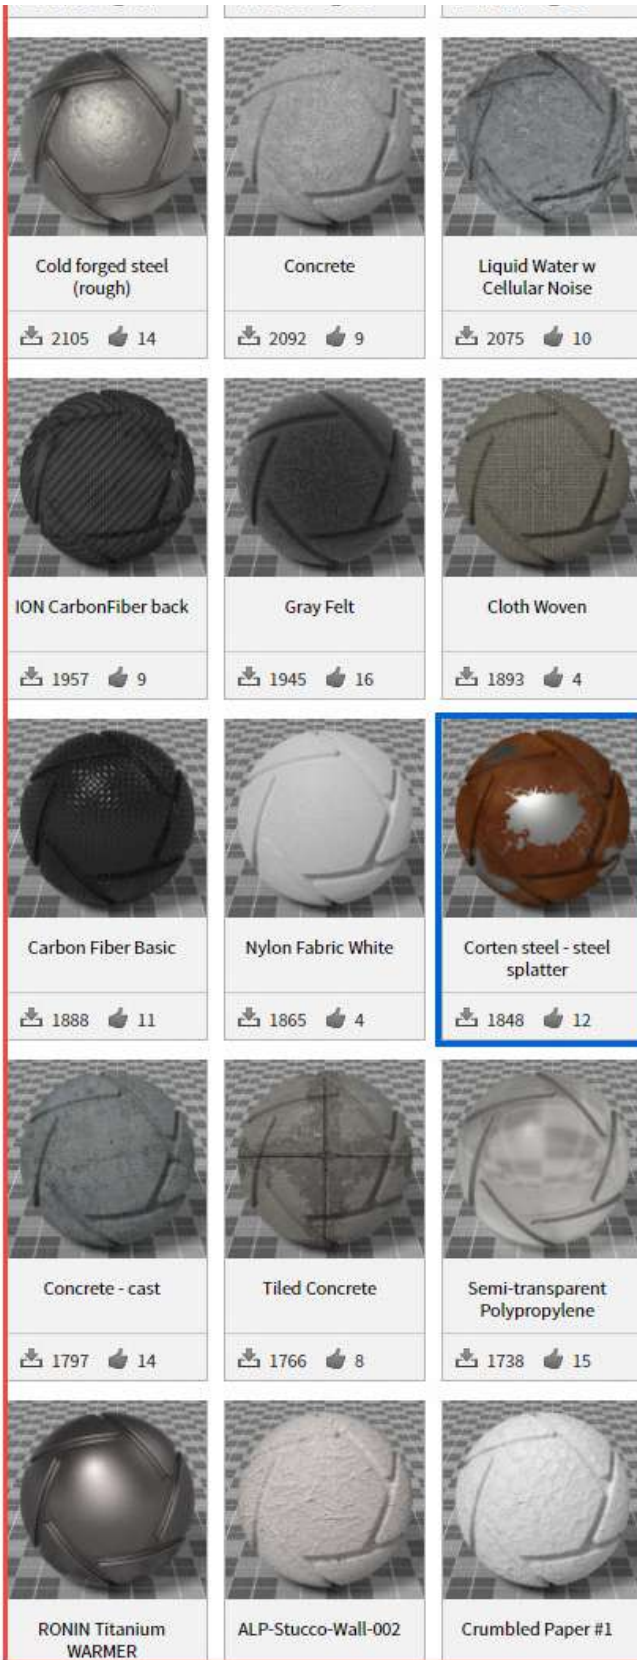 Cold forged steel
(rough)
Concrete
Liquid Water w
Cellular Noise
2105 14
2092 9
2075 10
ION CarbonFiber back
Gray Felt
Cloth Woven
1957 9
1945 16
1893 4
Carbon Fiber Basic
Nylon Fabric White
Corten steel - steel
splatter
1888 11
1865 4
1848 12
Concrete - cast
Tiled Concrete
Semi-transparent
Polypropylene
1797 14
1766 8
1738 15
RONIN Titanium
WARMER
ALP-Stucco-Wall-002
Crumbled Paper #1